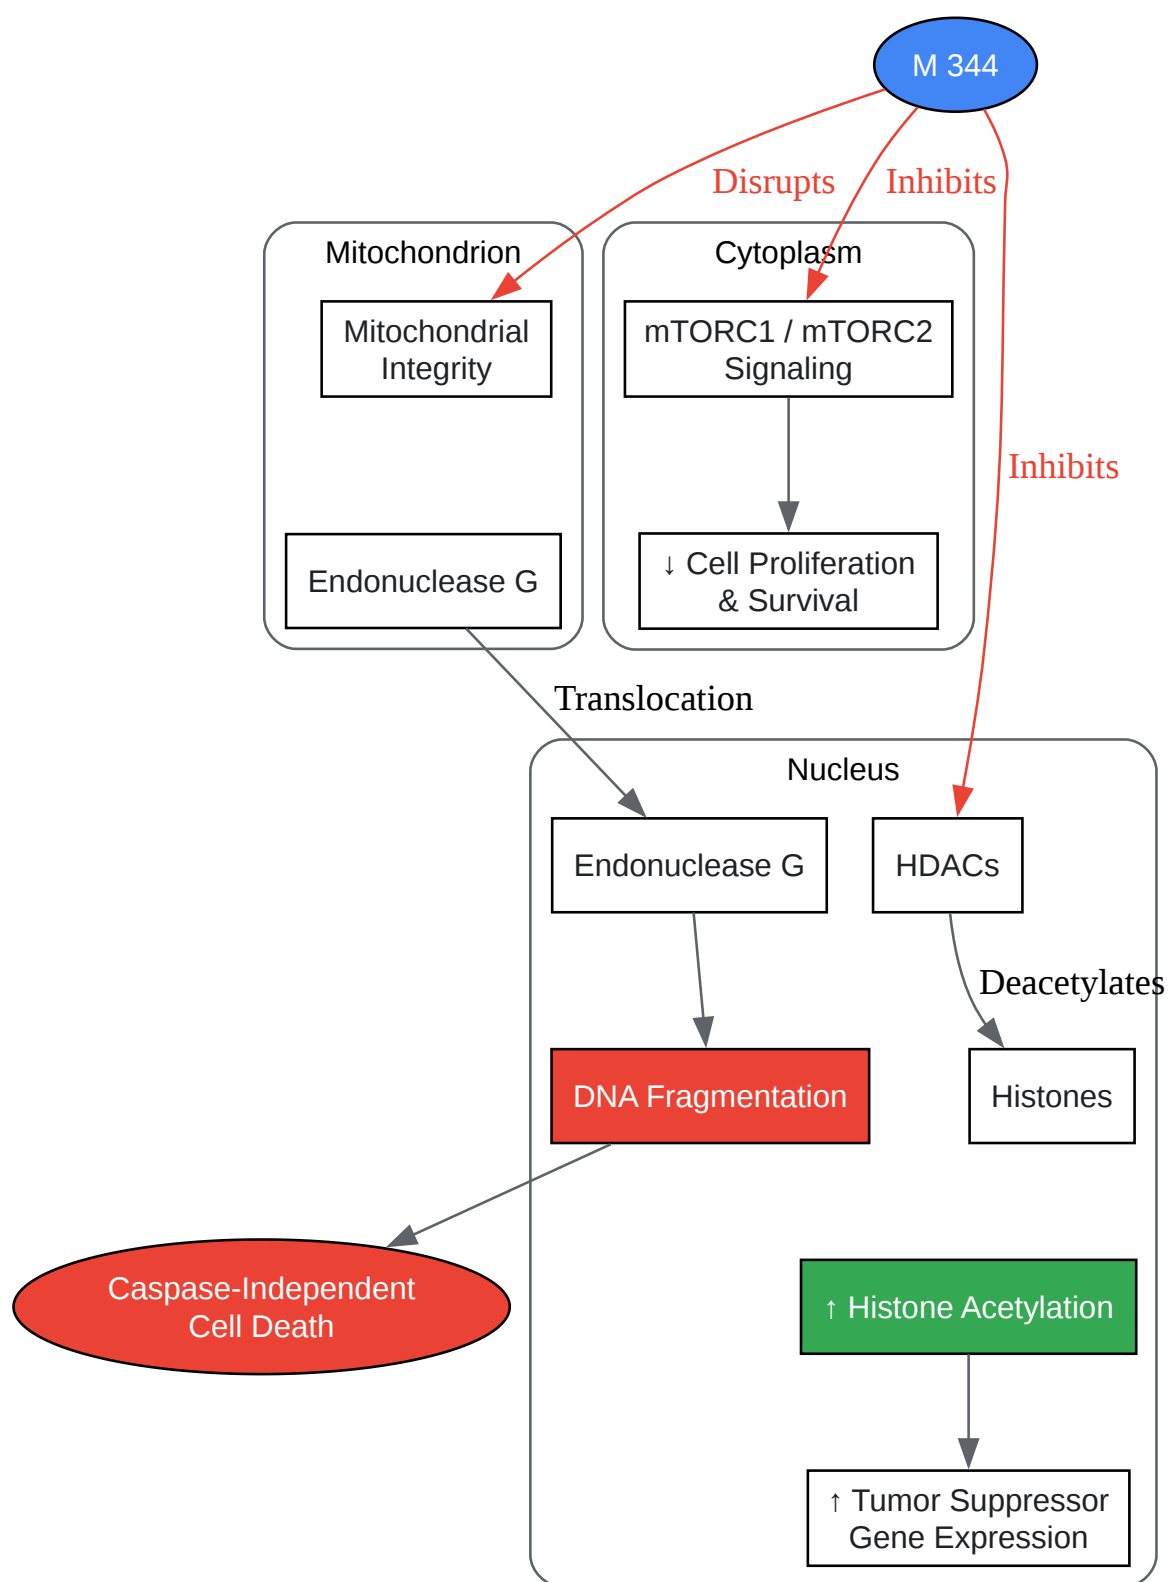 M 344
Disrupts
Inhibits
Mitochondrion
Cytoplasm
Mitochondrial
Integrity
mTORC1 / mTORC2
Signaling
Inhibits
Endonuclease G
↓ Cell Proliferation
& Survival
Translocation
Nucleus
Endonuclease G
HDACs
Deacetylates
DNA Fragmentation
Histones
Caspase-Independent
Cell Death
↑ Histone Acetylation
↑ Tumor Suppressor
Gene Expression